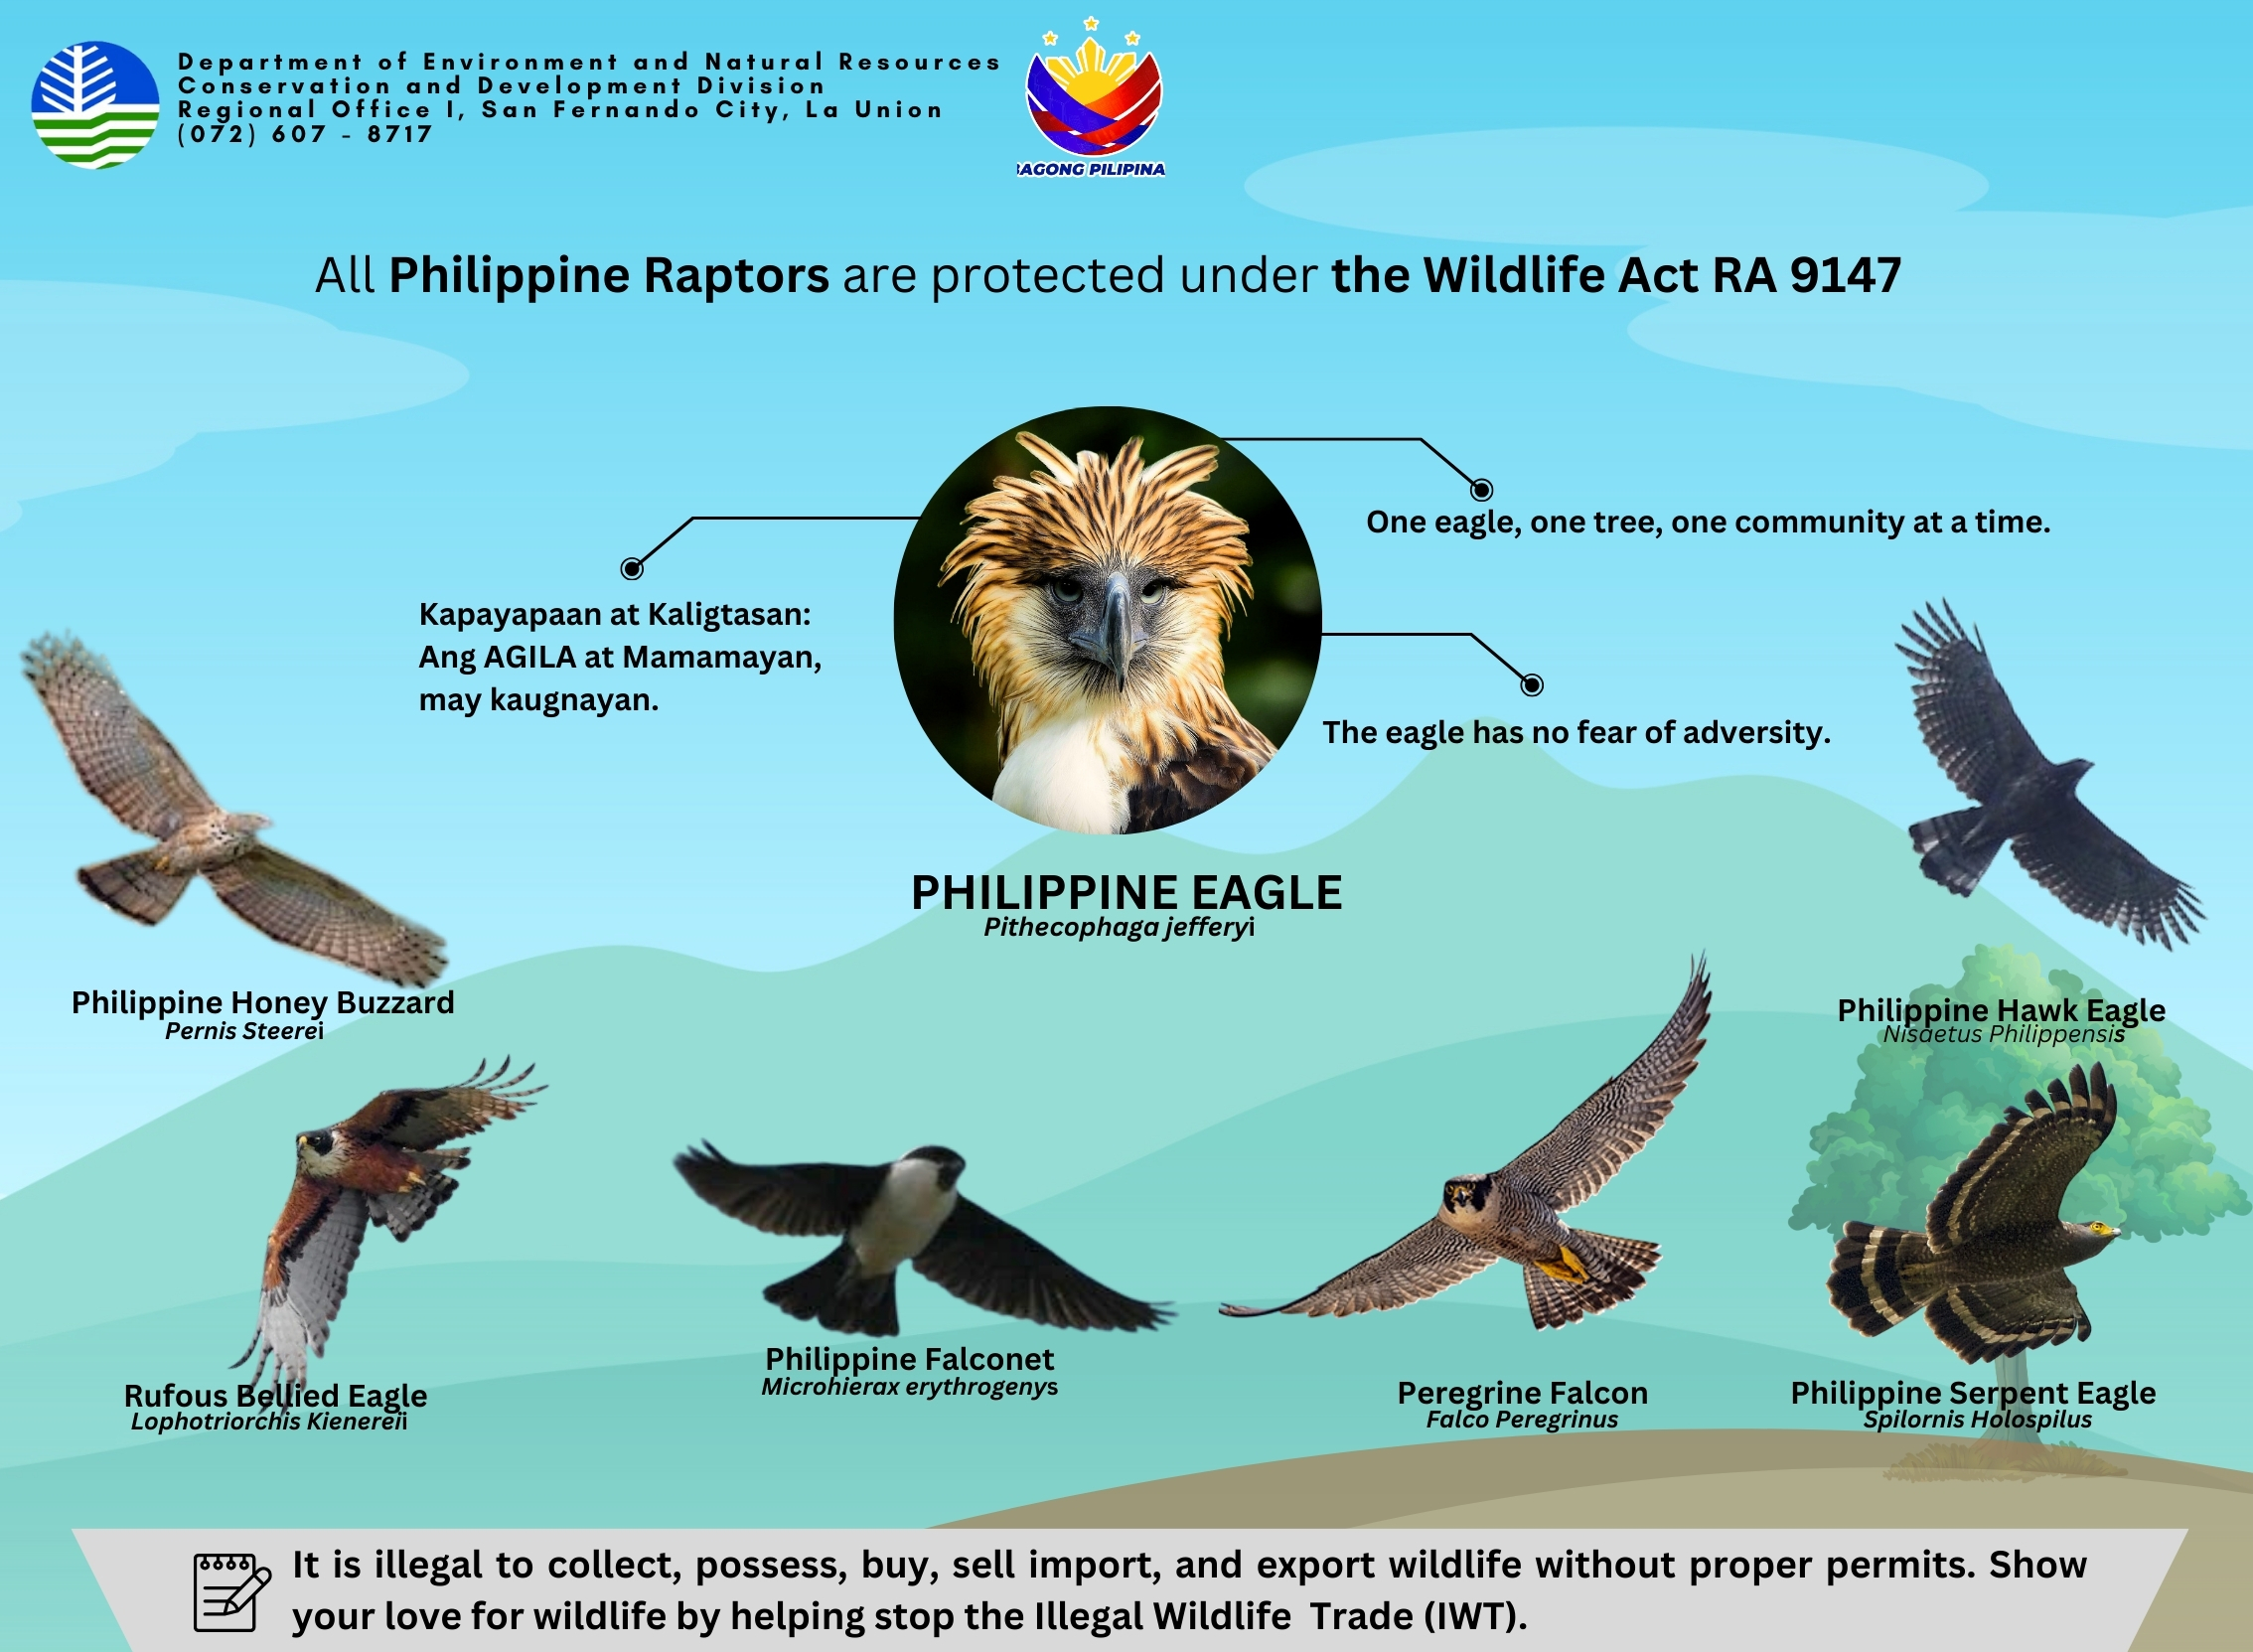 Department of Environment and Natural Resources
Conservation and Development Division
Regional Office I, San Fernando City, La Union
(072) 607 - 8717
BAGONG PILIPINA
All Philippine Raptors are protected under the Wildlife Act RA 9147
One eagle, one tree, one community at a time.
Kapayapaan at Kaligtasan:
Ang AGILA at Mamamayan,
may kaugnayan.
The eagle has no fear of adversity.
PHILIPPINE EAGLE
Pithecophaga jefferyi
Philippine Honey Buzzard
Pernis Steerei
Philippine Hawk Eagle
Nisaetus Philippensis
Rufous Bellied Eagle
Lophotriorchis Kienereii
Philippine Falconet
Microhierax erythrogenys
Peregrine Falcon
Falco Peregrinus
Philippine Serpent Eagle
Spilornis Holospilus
It is illegal to collect, possess, buy, sell import, and export wildlife without proper permits. Show
your love for wildlife by helping stop the Illegal Wildlife Trade (IWT).